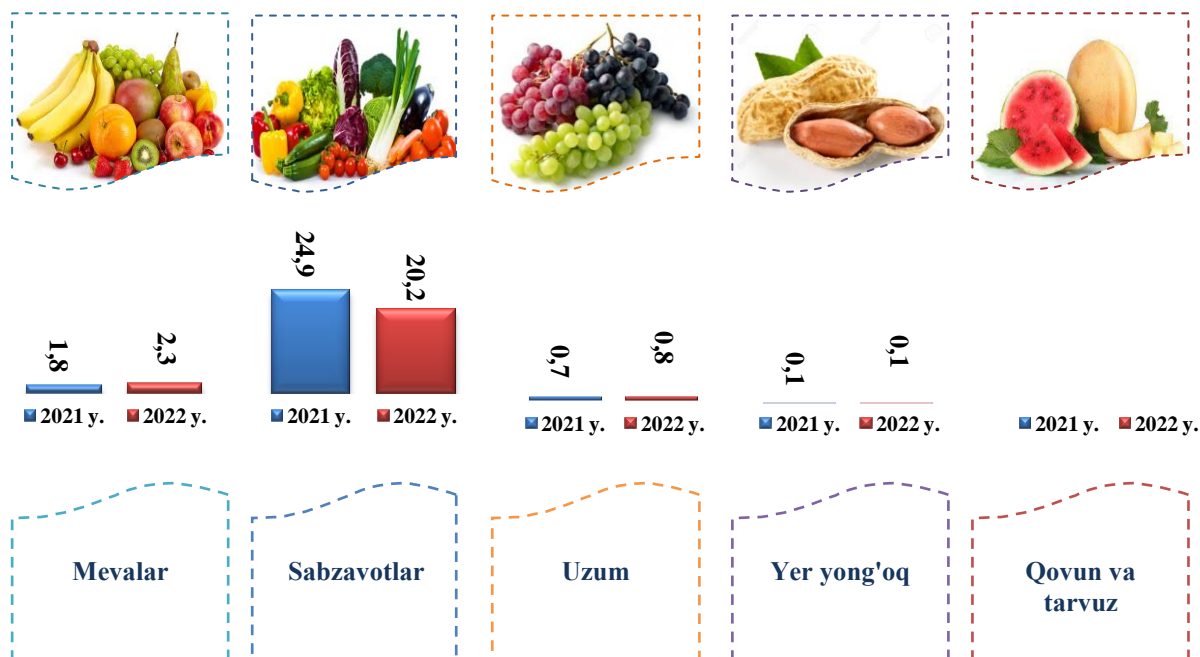 24,9
20,2
1,8
2,3
0,7
0,8
0,1
0,1
2021 y.
2022 y.
2021 y.
2022 y.
2021 y.
2022 y.
2021 y.
2022 y.
2021 y.
2022 y.
Mevalar
Sabzavotlar
Uzum
Yer yong'oq
Qovun va
tarvuz